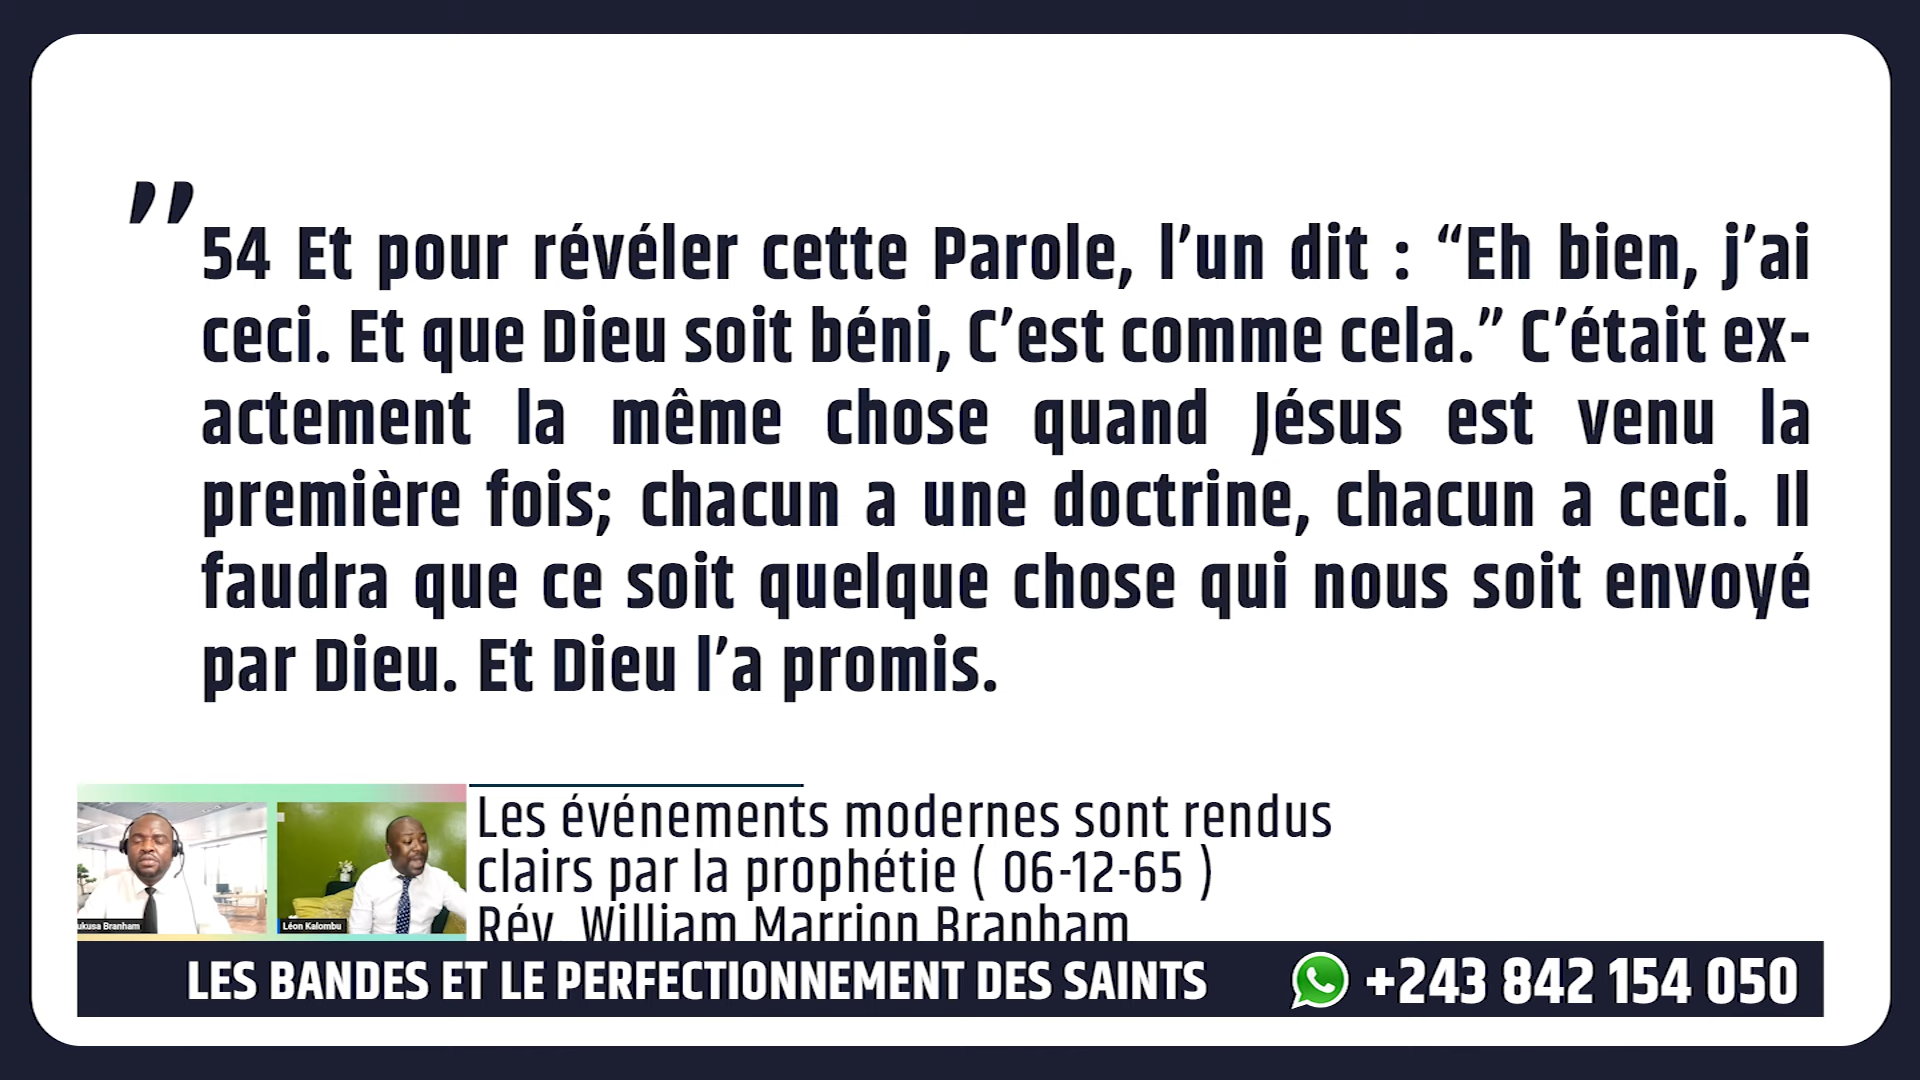 ”
54 Et pour révéler cette Parole, l’un dit : “Eh bien, j’ai
ceci. Et que Dieu soit béni, C’est comme cela.” C’était ex-
actement la même chose quand Jésus est venu la
première fois; chacun a une doctrine, chacun a ceci. Il
faudra que ce soit quelque chose qui nous soit envoyé
par Dieu. Et Dieu l’a promis.
Les événements modernes sont rendus
clairs par la prophétie ( 06-12-65 )
Rév. William Marrion Branham
ukusa Branham
Léon Kalombu
LES BANDES ET LE PERFECTIONNEMENT DES SAINTS
+243 842 154 050